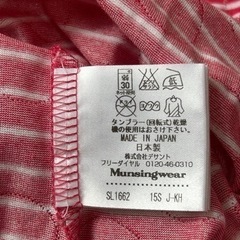 30
タンブラー(回転式)乾燥
機の使用はおさけ下さい
MADE IN JAPAN
日本製
株式会社デサント
フリーダイヤル 0120-46-0310
Munsingwear
SL1662 15S J-KH